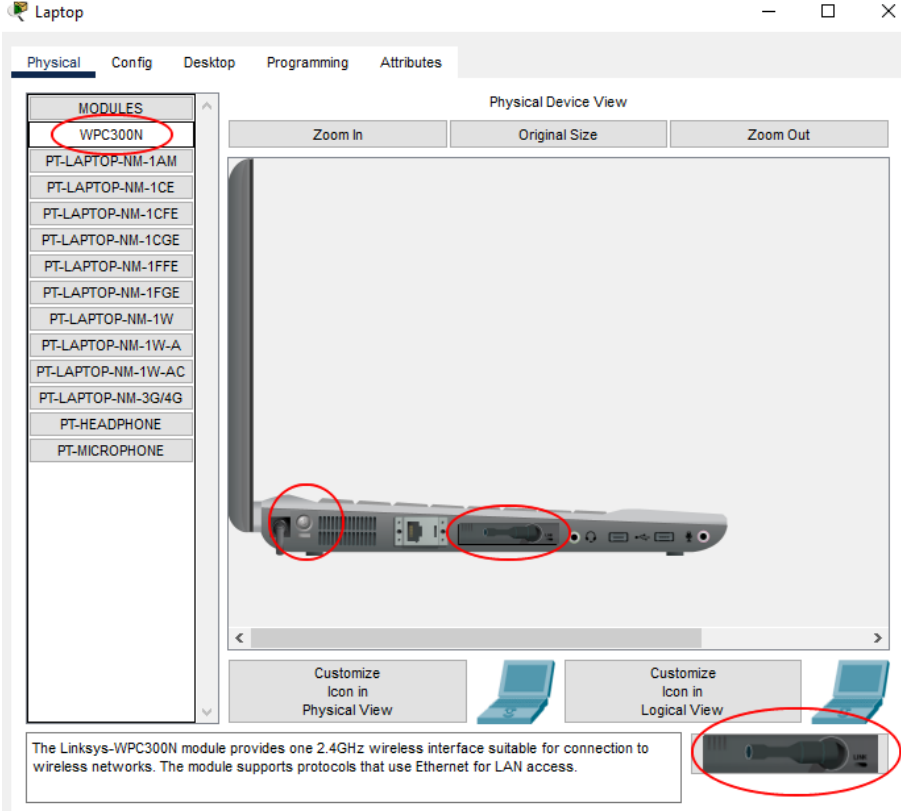 Laptop
Physical Config Desktop Programming Attributes
MODULES
WPC300N
PT-LAPTOP-NM-1AM
PT-LAPTOP-NM-1CE
PT-LAPTOP-NM-1CFE
PT-LAPTOP-NM-1CGE
PT-LAPTOP-NM-1FFE
PT-LAPTOP-NM-1FGE
PT-LAPTOP-NM-1W
PT-LAPTOP-NM-1W-A
PT-LAPTOP-NM-1W-AC
PT-LAPTOP-NM-3G/4G
PT-HEADPHONE
PT-MICROPHONE
Physical Device View
Zoom In Original Size Zoom Out
Customize
Icon in
Physical View
Customize
Icon in
Logical View
The Linksys-WPC300N module provides one 2.4GHz wireless interface suitable for connection to
wireless networks. The module supports protocols that use Ethernet for LAN access.
LINK